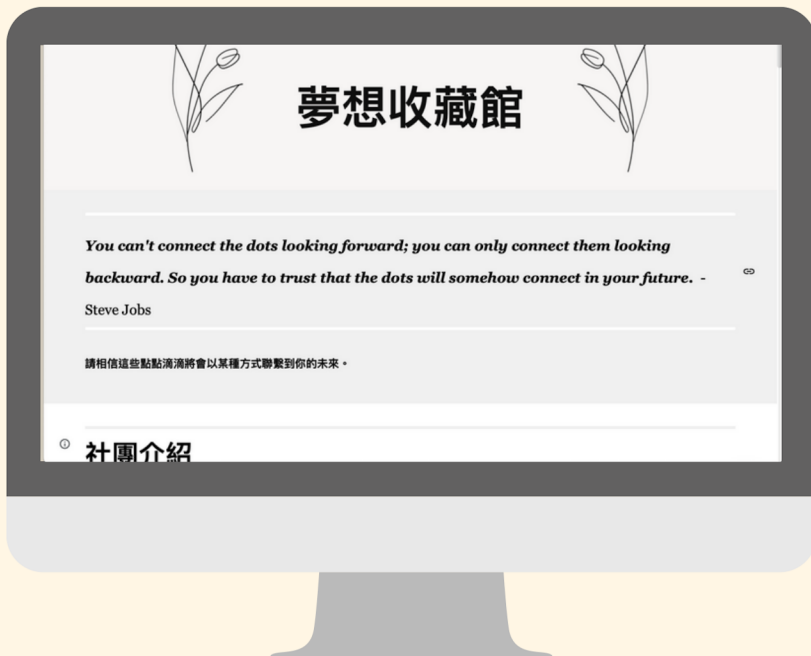 夢想收藏館
You can't connect the dots looking forward; you can only connect them looking
backward. So you have to trust that the dots will somehow connect in your future. -
Steve Jobs
請相信這些點點滴滴將會以某種方式聯繫到你的未來。
社團介紹